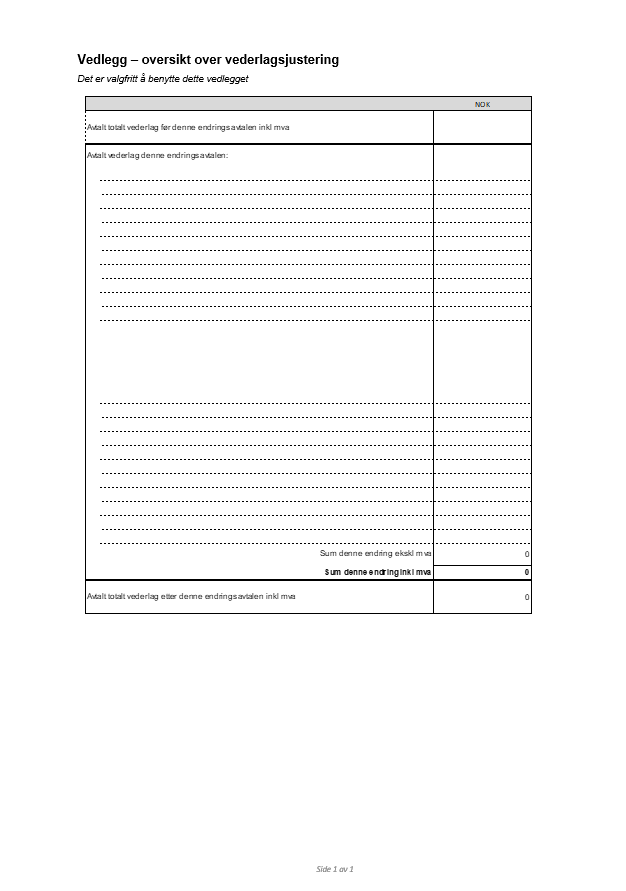 Vedlegg – oversikt over vederlagsjustering
Det er valgfritt å benytte dette vedlegget
NOK
Avtalt totalt vederlag før denne endringsavtalen inkl mva
Avtalt vederlag denne endringsavtalen:
Sum denne endring ekskl mva 0
Sum denne endring inkl mva 0
Avtalt totalt vederlag etter denne endringsavtalen inkl mva 0
Side 1 av 1